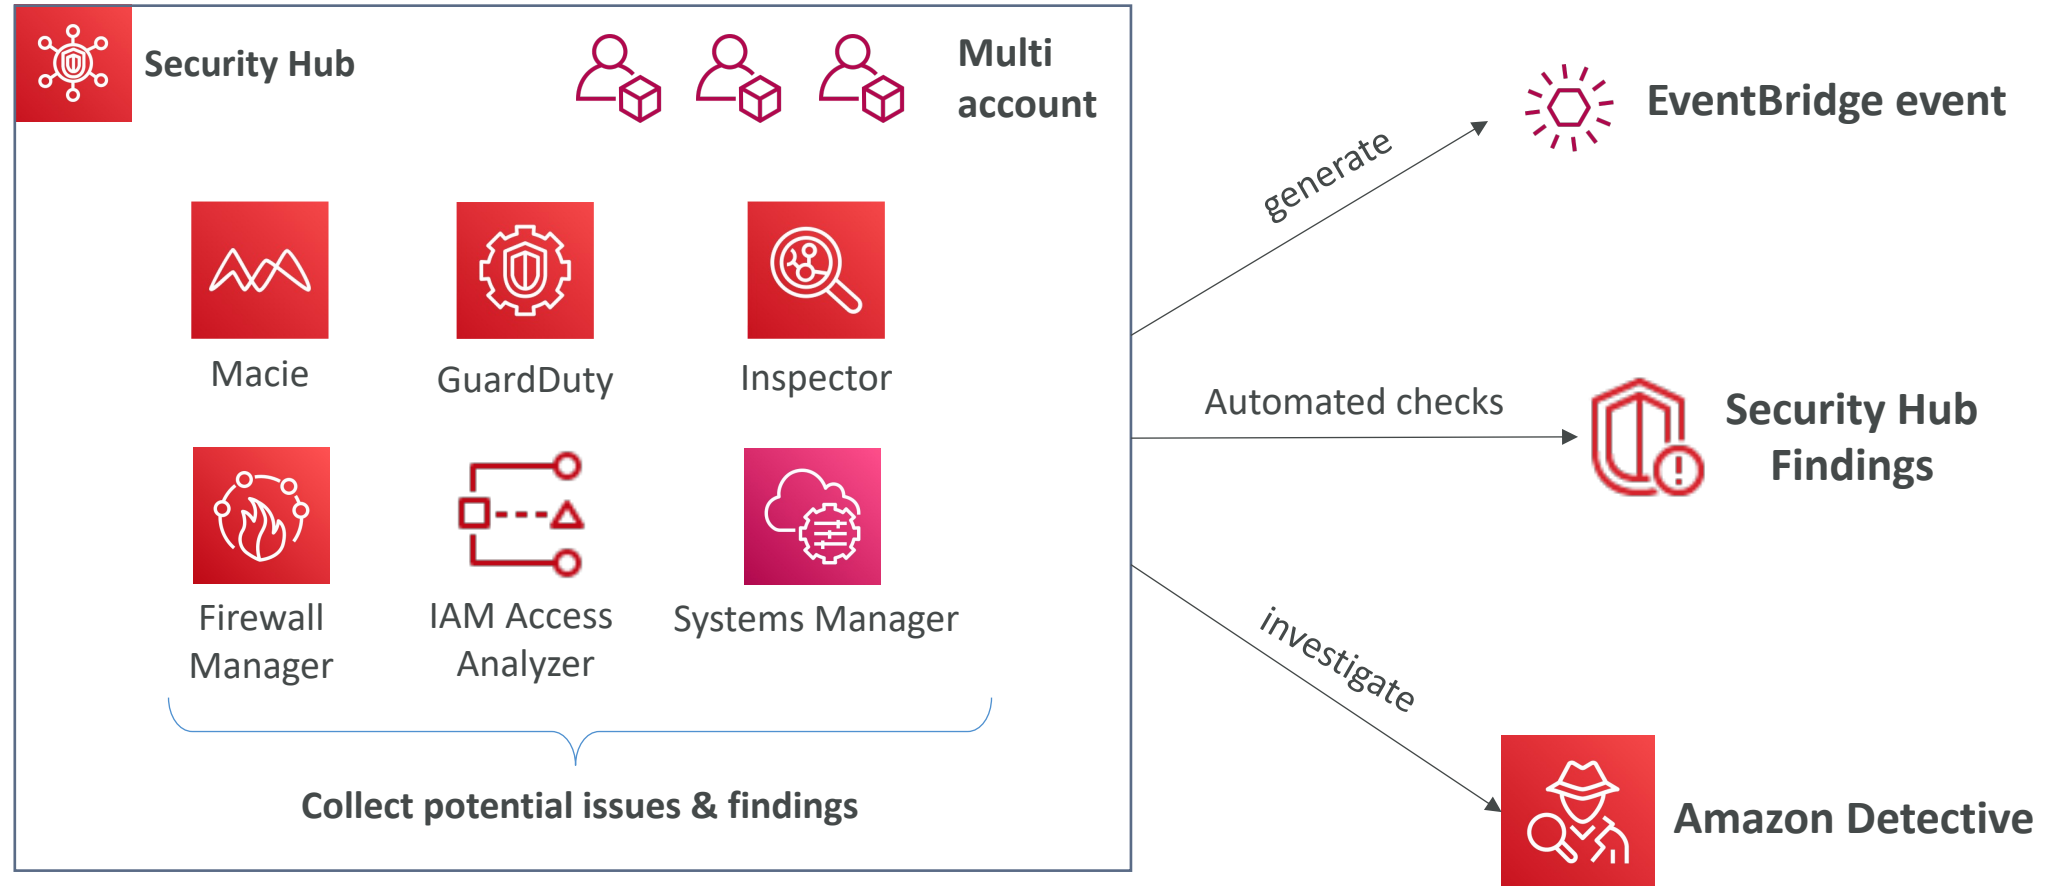 Security Hub
Multi
account
Macie
GuardDuty
Inspector
Firewall
Manager
IAM Access
Analyzer
Systems Manager
Collect potential issues & findings
generate
EventBridge event
Automated checks
Security Hub
Findings
investigate
Amazon Detective